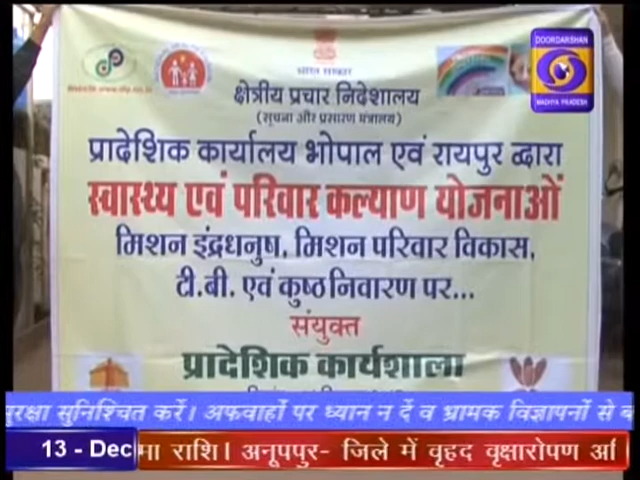 DOORDARSHAN
MADHYA PRADESH
भारत सरकार
क्षेत्रीय प्रचार निदेशालय
(सूचना और प्रसारण मंत्रालय)
प्रादेशिक कार्यालय भोपाल एवं रायपुर द्वारा
स्वास्थ्य एवं परिवार कल्याण योजनाओं
मिशन इंद्रधनुष, मिशन परिवार विकास,
टी.बी. एवं कुष्ठ निवारण पर...
संयुक्त
प्रादेशिक कार्यशाला
सुरक्षा सुनिश्चित करें। अफवाहों पर ध्यान न दें व भ्रामक विज्ञापनों से ब
13 - Dec मा राशि। अनूपपुर- जिले में वृहद वृक्षारोपण अ